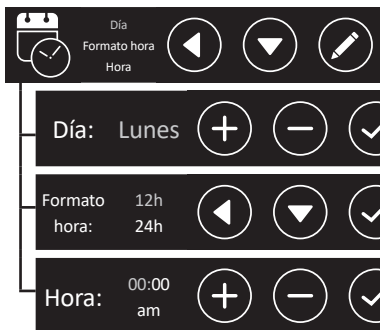 Día
Formato hora
Hora
Día: Lunes
Formato 12h
hora: 24h
Hora: 00:00
am